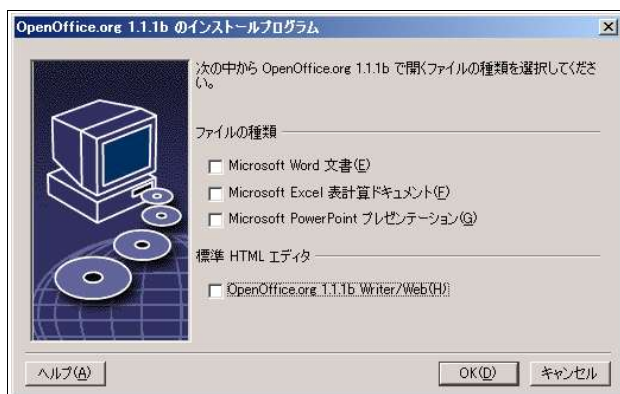 OpenOffice.org 1.1.1b のインストールプログラム
次の中から OpenOffice.org 1.1.1b で開くファイルの種類を選択してくださ
い。
ファイルの種類
Microsoft Word 文書(E)
Microsoft Excel 表計算ドキュメント(F)
Microsoft PowerPoint プレゼンテーション(G)
標準 HTML エディタ
OpenOffice.org 1.1.1b Writer/Web(H)
ヘルプ(A)
OK(D)
キャンセル